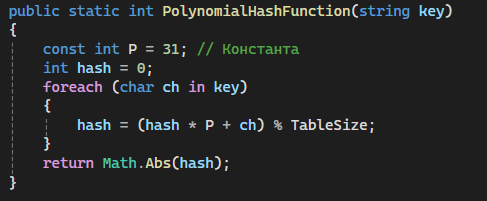 public static int PolynomialHashFunction(string key)
{
    const int P = 31; // Константа
    int hash = 0;
    foreach (char ch in key)
    {
        hash = (hash * P + ch) % TableSize;
    }
    return Math.Abs(hash);
}